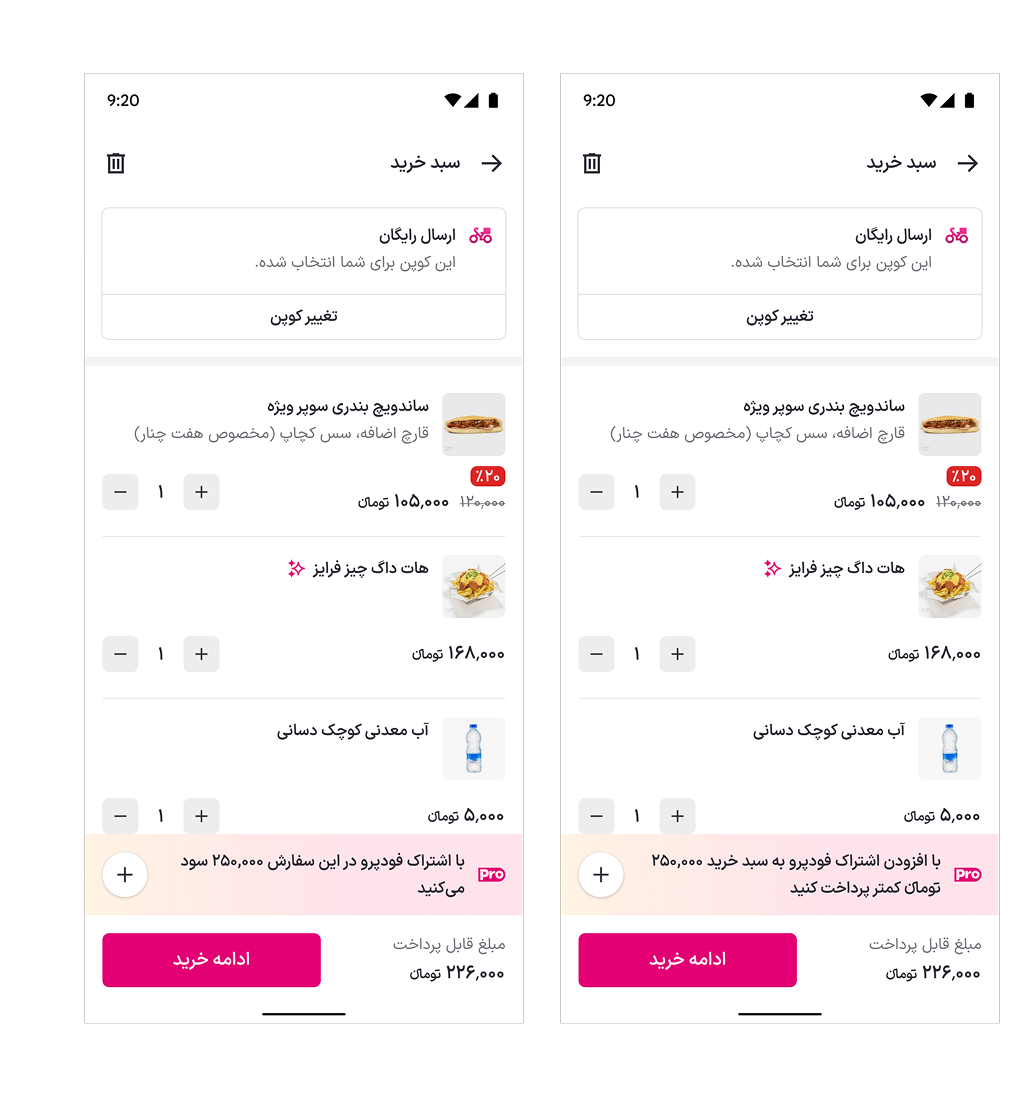 9:20
سبد خرید
ارسال رایگان
این کوپن برای شما انتخاب شده.
تغییر کوپن
ساندویچ بندری سوپر ویژه
قارچ اضافه، سس کچاپ (مخصوص هفت چنار)
٪۲۰
۱۲۰,۰۰۰ ۱۰۵,۰۰۰ تومان
۱
هات داگ چیز فرایز
۱۶۸,۰۰۰ تومان
۱
آب معدنی کوچک دسانی
۵,۰۰۰ تومان
۱
Pro
با افزودن اشتراک فودپرو به سبد خرید ۲۵۰,۰۰۰
تومان کمتر پرداخت کنید
مبلغ قابل پرداخت
۲۲۶,۰۰۰ تومان
ادامه خرید
9:20
سبد خرید
ارسال رایگان
این کوپن برای شما انتخاب شده.
تغییر کوپن
ساندویچ بندری سوپر ویژه
قارچ اضافه، سس کچاپ (مخصوص هفت چنار)
٪۲۰
۱۲۰,۰۰۰ ۱۰۵,۰۰۰ تومان
۱
هات داگ چیز فرایز
۱۶۸,۰۰۰ تومان
۱
آب معدنی کوچک دسانی
۵,۰۰۰ تومان
۱
Pro
با اشتراک فودپرو در این سفارش ۲۵۰,۰۰۰ سود
می‌کنید
مبلغ قابل پرداخت
۲۲۶,۰۰۰ تومان
ادامه خرید